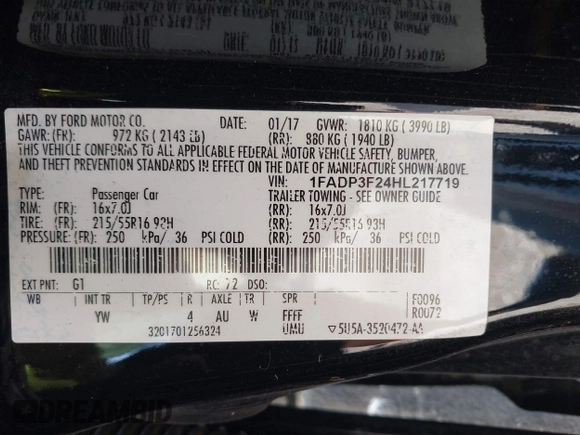 MFD. BY FORD MOTOR CO. DATE: 01/17 GVWR: 1810 KG ( 3990 LB)
GAWR: (FR): 972 KG ( 2143 LB) (RR): 880 KG ( 1940 LB)
THIS VEHICLE CONFORMS TO ALL APPLICABLE FEDERAL MOTOR VEHICLE SAFETY, BUMPER,
AND THEFT PREVENTION STANDARDS IN EFFECT ON THE DATE OF MANUFACTURE SHOWN ABOVE.
VIN: 1FADP3F24HL217719
TYPE: Passenger Car TRAILER TOWING - SEE OWNER GUIDE
RIM: (FR): 16x7.0J (RR): 16x7.0J
TIRE: (FR): 215/55R16 93H (RR): 215/55R16 93H
PRESSURE: (FR): 250 kPa/ 36 PSI COLD (RR): 250 kPa/ 36 PSI COLD
EXT PNT: G1 RC: 72 DSO:
WB INT TR TP/PS R AXLE TR SPR F0096
YW 4 AU W FFFF R0U72
3201701256324 UMU 5U5A-3520472-AA
DREAMBID